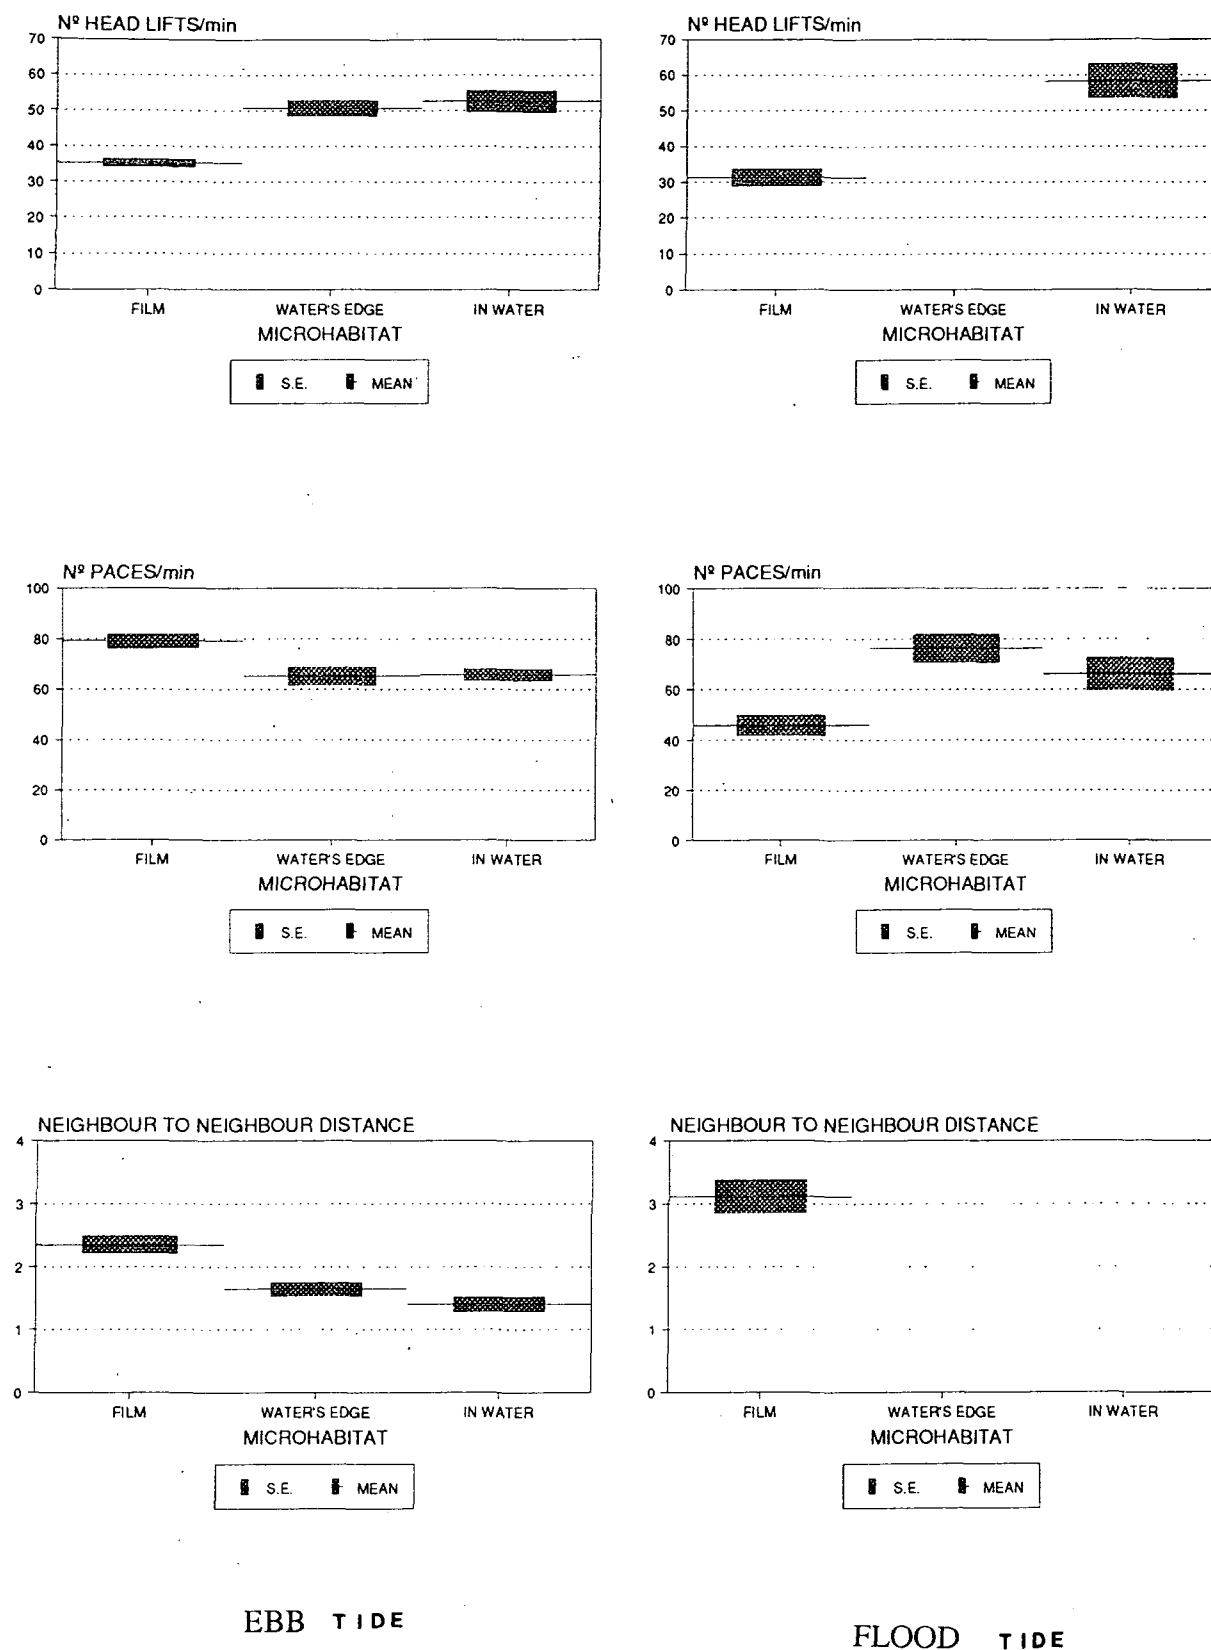 Nº HEAD LIFTS/min
70
60
50
40
30
20
10
0
FILM WATER'S EDGE IN WATER
MICROHABITAT
S.E. MEAN
Nº HEAD LIFTS/min
70
60
50
40
30
20
10
0
FILM WATER'S EDGE IN WATER
MICROHABITAT
S.E. MEAN
Nº PACES/min
100
80
60
40
20
0
FILM WATER'S EDGE IN WATER
MICROHABITAT
S.E. MEAN
Nº PACES/min
100
80
60
40
20
0
FILM WATER'S EDGE IN WATER
MICROHABITAT
S.E. MEAN
NEIGHBOUR TO NEIGHBOUR DISTANCE
4
3
2
1
0
FILM WATER'S EDGE IN WATER
MICROHABITAT
S.E. MEAN
NEIGHBOUR TO NEIGHBOUR DISTANCE
4
3
2
1
0
FILM WATER'S EDGE IN WATER
MICROHABITAT
S.E. MEAN
EBB TIDE
FLOOD TIDE